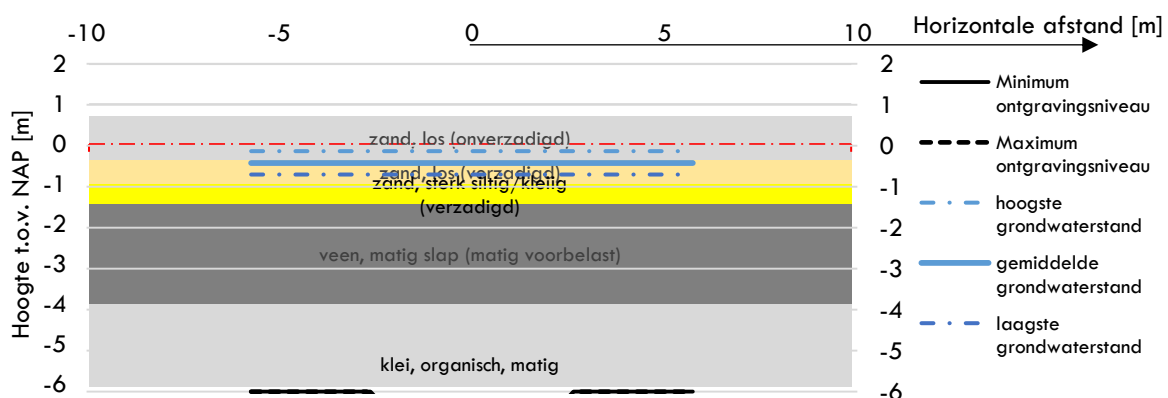 -10 -5 0 5 10 Horizontale afstand [m]
Hoogte t.o.v. NAP [m]
2 2
1 1
0 0
-1 -1
-2 -2
-3 -3
-4 -4
-5 -5
-6 -6
zand, los (onverzadigd)
zand, los (verzadigd)
zand, sterk siltig/kleiig
(verzadigd)
veen, matig slap (matig voorbelast)
klei, organisch, matig
Minimum
ontgravingsniveau
Maximum
ontgravingsniveau
hoogste
grondwaterstand
gemiddelde
grondwaterstand
laagste
grondwaterstand